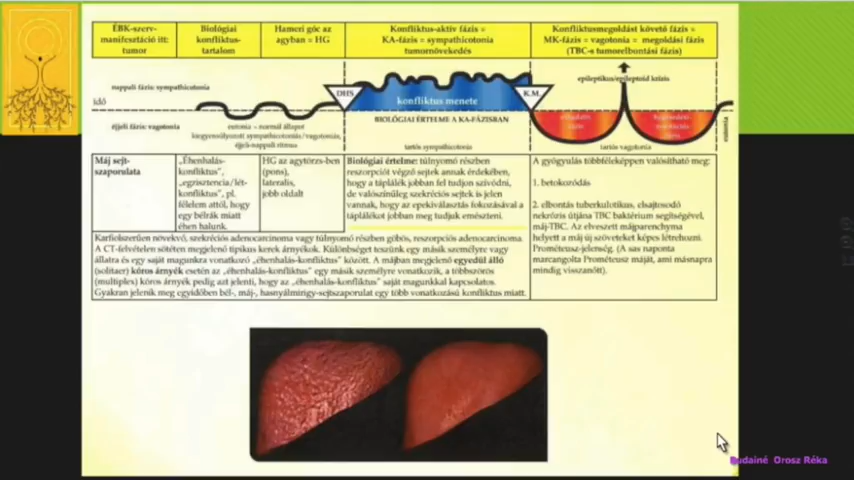 ÉBK-szerv-
manifesztáció itt:
tumor
Biológiai
konfliktus-
tartalom
Hameri góc az
agyban = HG
Konfliktus-aktív fázis =
KA-fázis = sympathicotonia
tumornövekedés
Konfliktusmegoldást követő fázis =
MK-fázis = vagotonia = megoldási fázis
(TBC-s tumorelbontási fázis)
nappali fázis: sympathicotonia
idő
éjjeli fázis: vagotonia
eutonia = normál állapot
éjjeli-nappali ritmus
DHS
konfliktus menete
BIOLÓGIAI ÉRTELME A KA-FÁZISBAN
tartós sympathicotonia
K.M.
epileptikus/epileptoid krízis
tartós vagotonia
Máj sejt-
szaporulata
„Éhenhalás-
konfliktus",
„egzisztencia/lét-
konfliktus", pl.
félelem attól, hogy
egy bélrák miatt
éhen halunk.
HG az agytörzs-ben
(pons),
lateralis,
jobb oldalt
Biológiai értelme: túlnyomó részben
reszorpciót végző sejtek annak érdekében,
hogy a táplálék jobban fel tudjon szívódni,
de valószínűleg szekréciós sejtek is jelen
vannak, hogy az epekiválasztás fokozásával a
táplálékot jobban meg tudjuk emészteni.
A gyógyulás többféleképpen valósítható meg:
1. betokozódás
2. elbontás tuberkulotikus, elsajtosodó
nekrózis útjána TBC baktérium segítségével,
máj-TBC. Az elveszett májparenchyma
helyett a máj új szöveteket képes létrehozni.
Prométeusz-jelenség. (A sas naponta
marcangolta Prométeusz máját, ami másnapra
mindig visszanőtt).
Karfiolszerűen növekvő, szekréciós adenocarcinoma vagy túlnyomó részben göbös, reszorpciós adenocarcinoma.
A CT-felvételen sötéten megjelenő tipikus kerek árnyékok. Különbséget teszünk egy másik személyre vagy
állatra és egy saját magunkra vonatkozó „éhenhalás-konfliktus" között. A májban megjelenő egyedül álló
(solitaer) kóros árnyék esetén az „éhenhalás-konfliktus" egy másik személyre vonatkozik, a többszörös
(multiplex) kóros árnyék pedig azt jelenti, hogy az „éhenhalás-konfliktus" saját magunkkal kapcsolatos.
Gyakran jelenik meg egyidőben bél-, máj-, hasnyálmirigy-sejtszaporulat egy több vonatkozású konfliktus miatt.
Budainé Orosz Réka